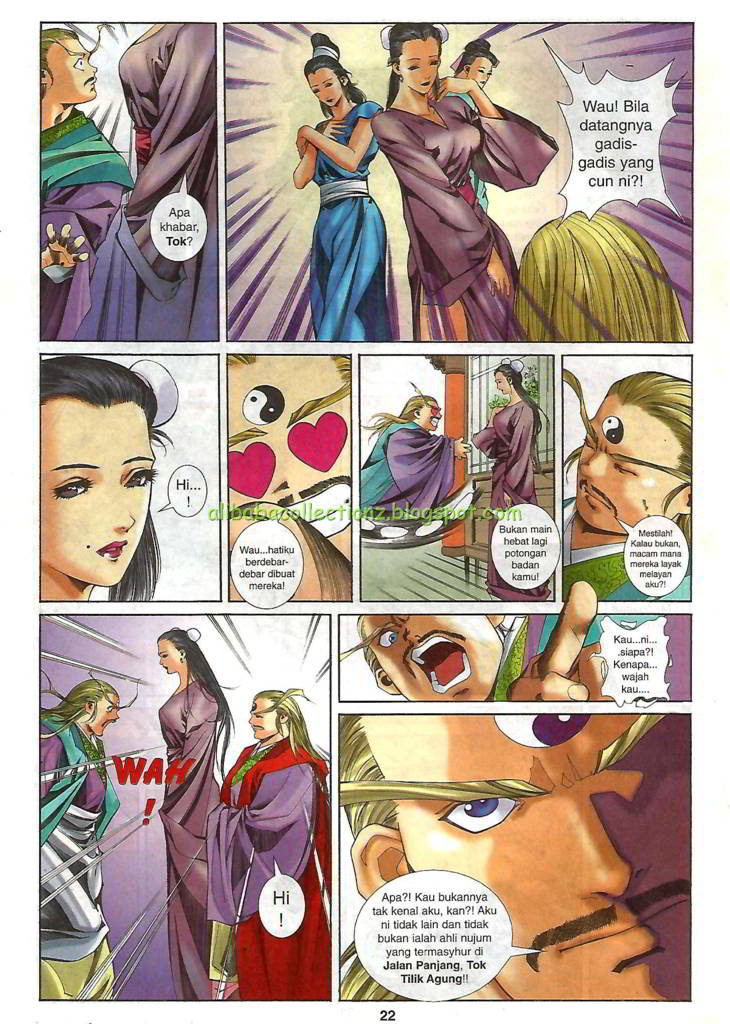 Apa
khabar,
Tok?
Wau! Bila
datangnya
gadis-
gadis yang
cun ni?!
Hi...
!
Wau...hatiku
berdebar-
debar dibuat
mereka!
Bukan main
hebat lagi
potongan
badan
kamu!
Mestilah!
Kalau bukan,
macam mana
mereka layak
melayan
aku?!
alibabacollectionz.blogspot.com
WAH
!
Hi
!
Kau...ni...
.siapa?!
Kenapa...
wajah
kau....
Apa?! Kau bukannya
tak kenal aku, kan?! Aku
ni tidak lain dan tidak
bukan ialah ahli nujum
yang termasyhur di
Jalan Panjang, Tok
Tilik Agung!!
22